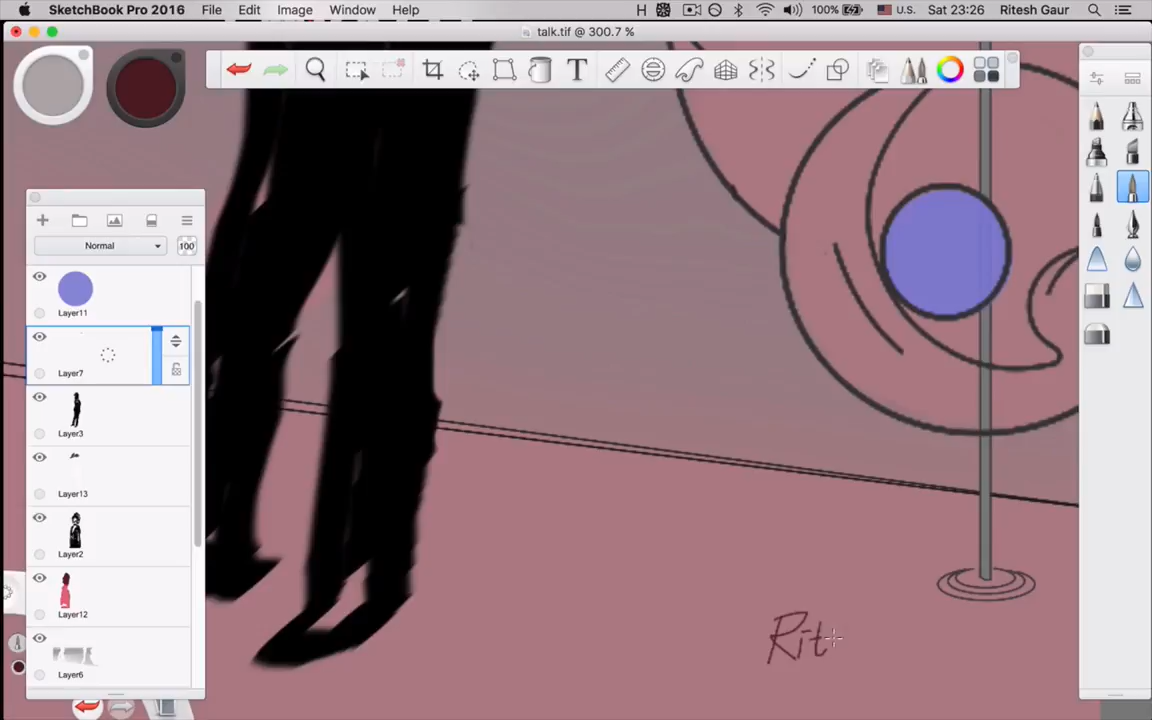 SketchBook Pro 2016 File Edit Image Window Help 100% U.S. Sat 23:26 Ritesh Gaur
talk.tif @ 300.7 %
T
Normal 100
Layer11
Layer7
Layer3
Layer13
Layer2
Layer12
Layer6
Rit